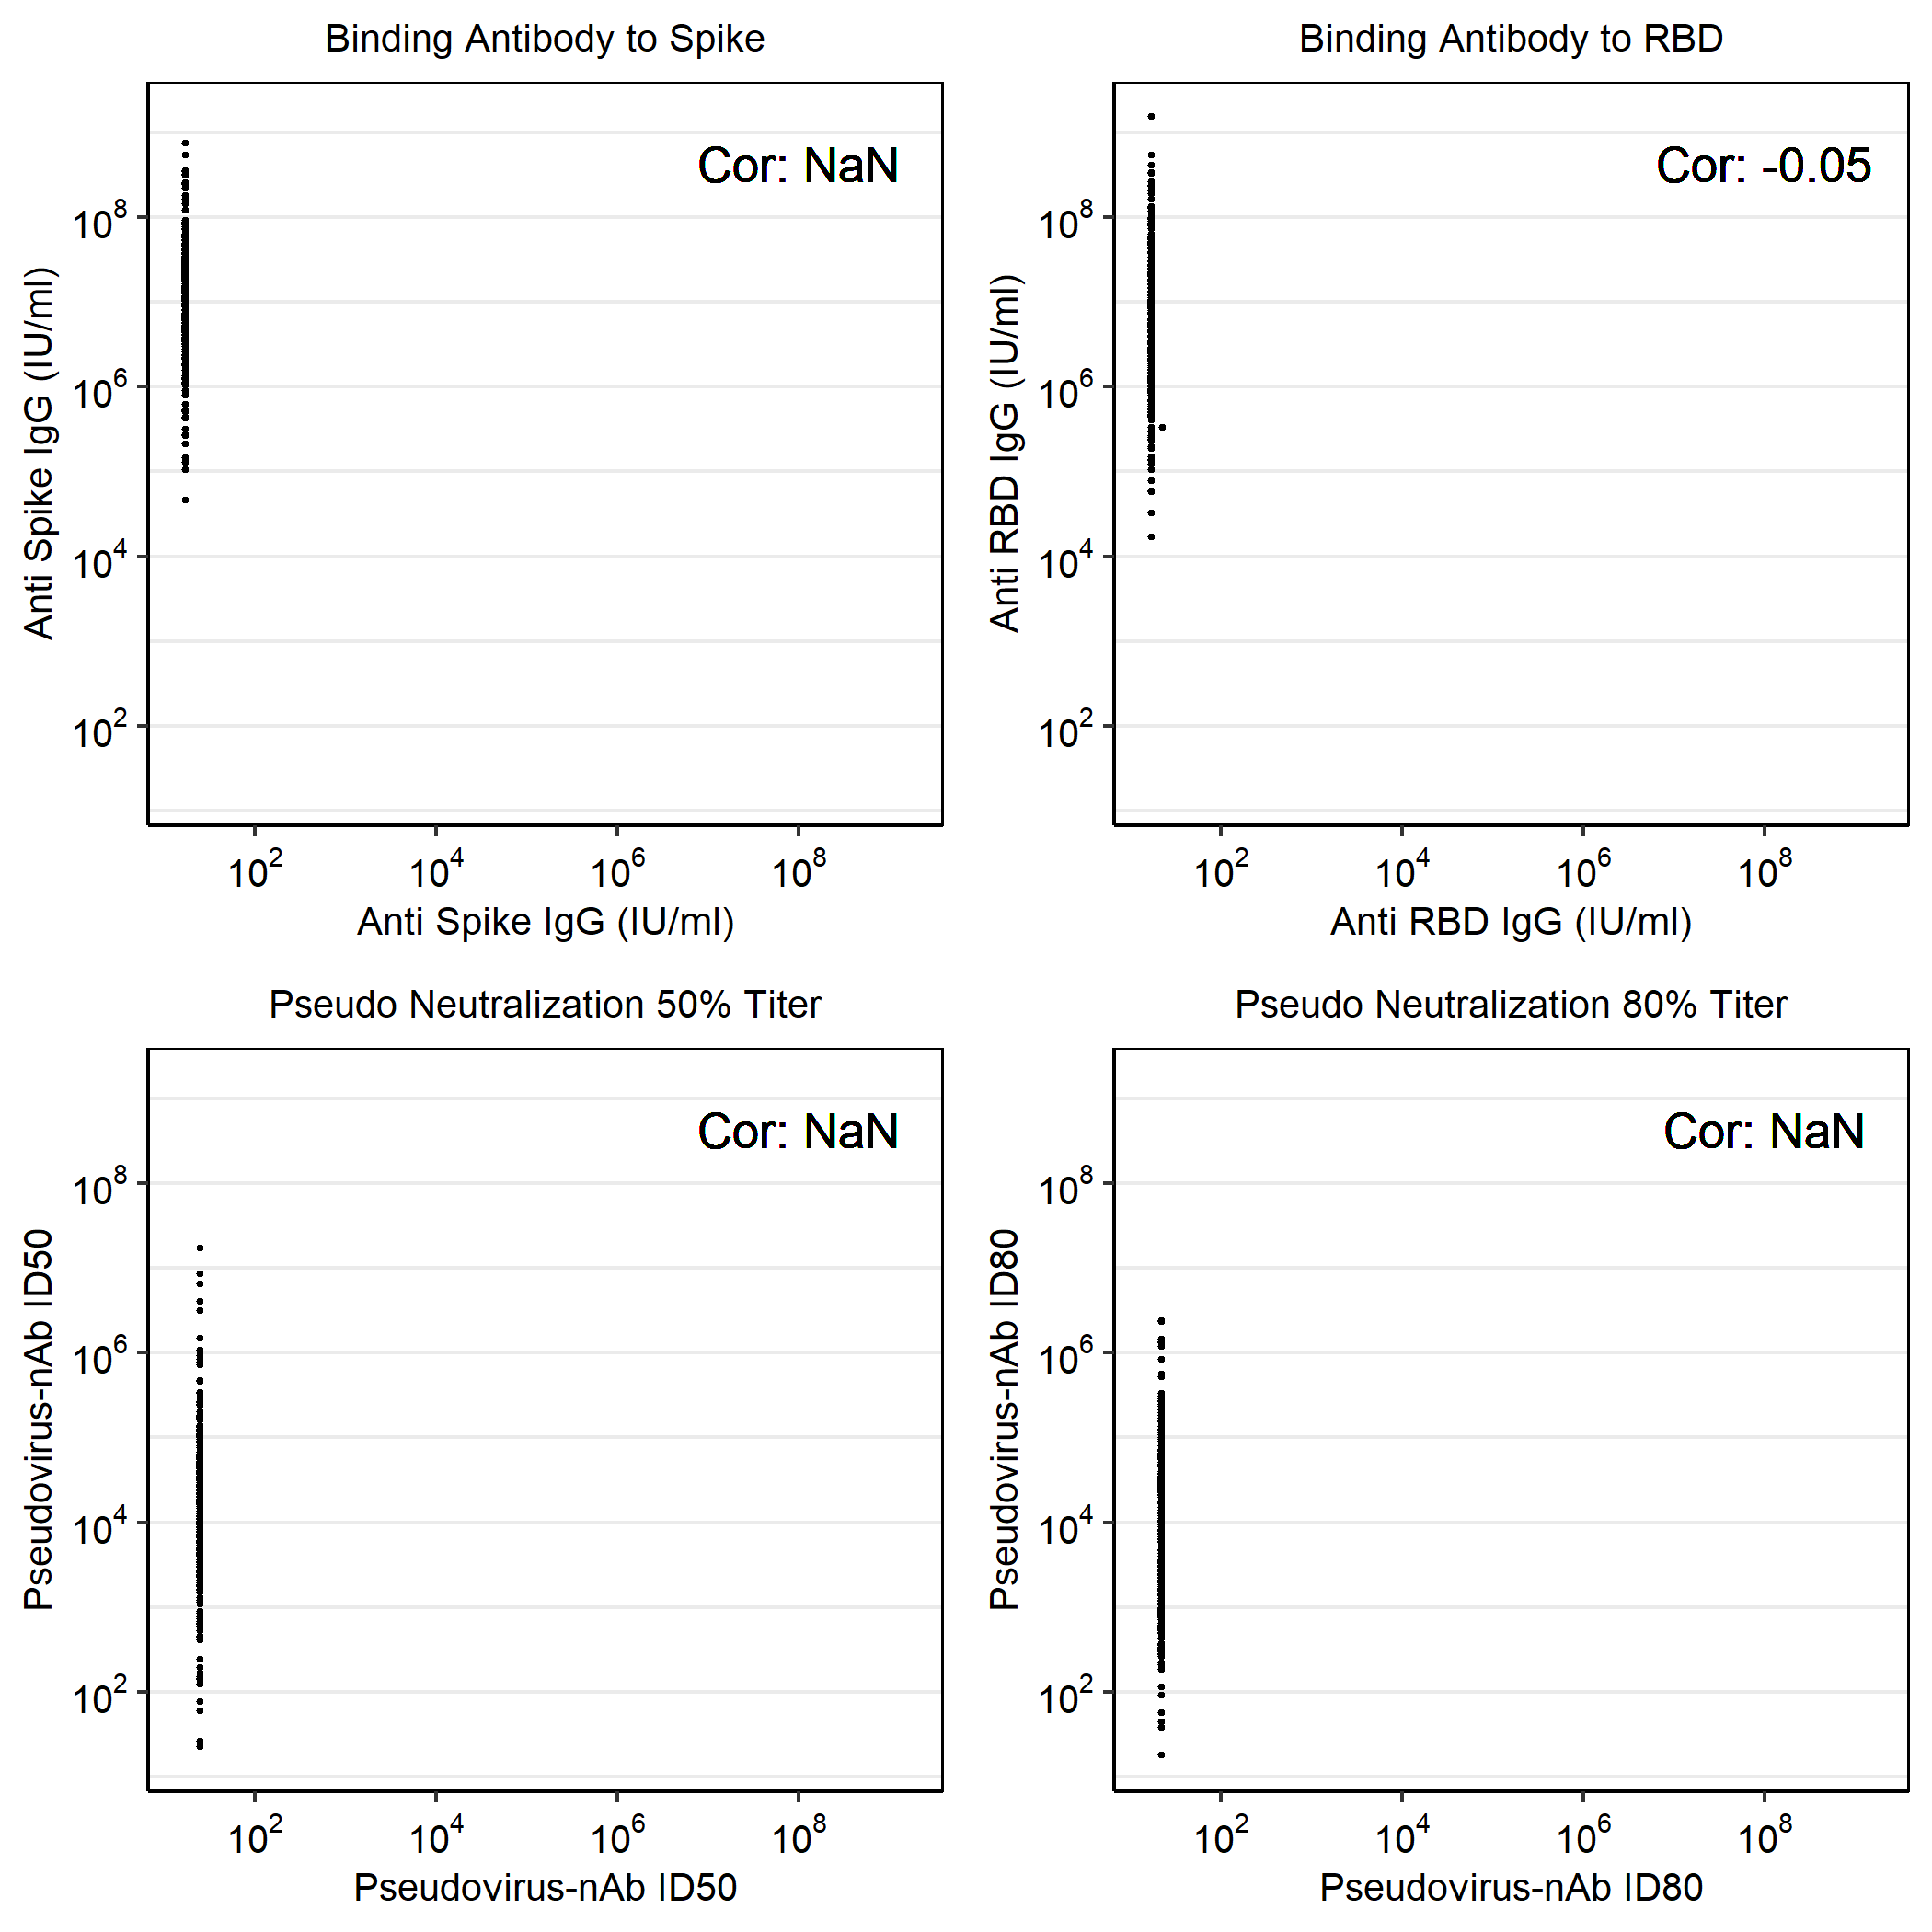 Binding Antibody to Spike
Cor: NaN
10^8
10^6
10^4
10^2
Anti Spike IgG (IU/ml)
10^2 10^4 10^6 10^8
Anti Spike IgG (IU/ml)
Binding Antibody to RBD
Cor: -0.05
10^8
10^6
10^4
10^2
Anti RBD IgG (IU/ml)
10^2 10^4 10^6 10^8
Anti RBD IgG (IU/ml)
Pseudo Neutralization 50% Titer
Cor: NaN
10^8
10^6
10^4
10^2
Pseudovirus-nAb ID50
10^2 10^4 10^6 10^8
Pseudovirus-nAb ID50
Pseudo Neutralization 80% Titer
Cor: NaN
10^8
10^6
10^4
10^2
Pseudovirus-nAb ID80
10^2 10^4 10^6 10^8
Pseudovirus-nAb ID80